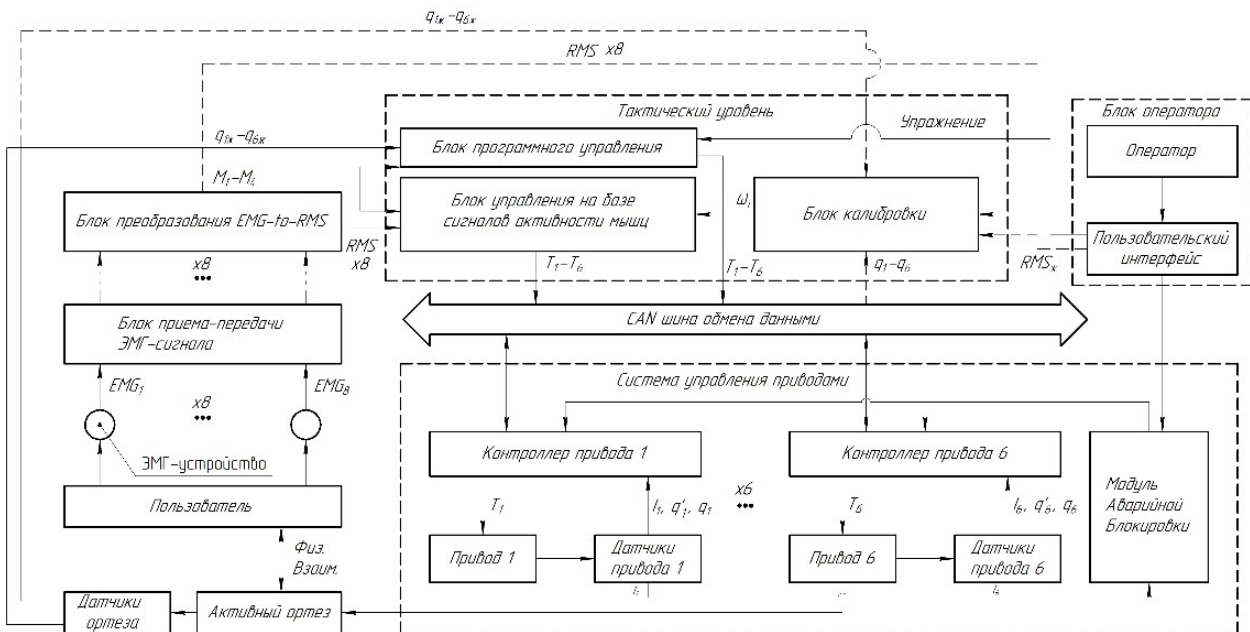 q₁ж–q₆ж
RMS x8
Тактический уровень
Блок оператора
q₁ж–q₆ж
Блок программного управления
Упражнение
Оператор
M₁–M₄
Блок преобразования EMG-to-RMS
Блок управления на базе
сигналов активности мышц
ω₁
Блок калибровки
Пользовательский
интерфейс
RMS
x8
RMSж
x8
T₁–T₆
T₁–T₆
q₁–q₆
Блок приема-передачи
ЭМГ-сигнала
CAN шина обмена данными
Система управления приводами
EMG₁
x8
EMG₈
ЭМГ-устройство
Контроллер привода 1
Контроллер привода 6
Модуль
Аварийной
Блокировки
Пользователь
T₁
I₁, q'₁, q₁
x6
T₆
I₆, q'₆, q₆
Физ.
Взаим.
Привод 1
Датчики
привода 1
Привод 6
Датчики
привода 6
Датчики
ортеза
Активный ортез